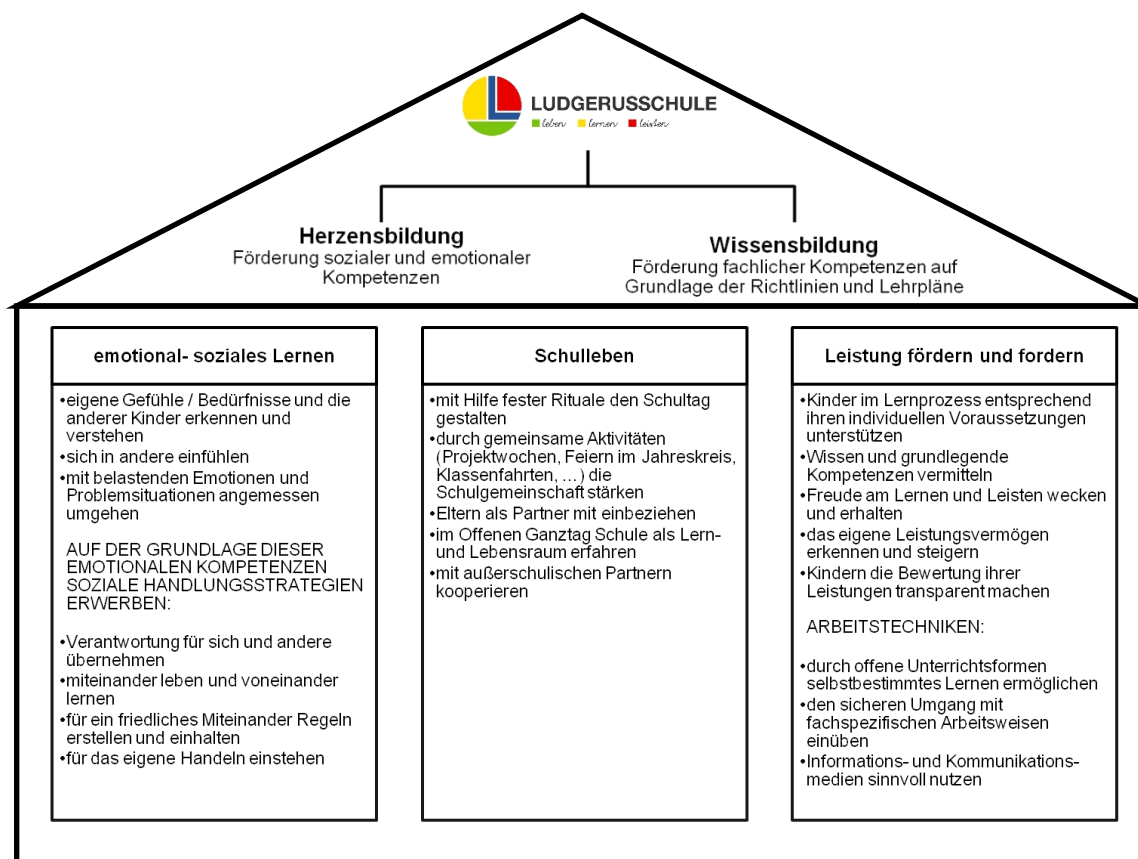 LUDGERUSSCHULE
leben lernen leisten
Herzensbildung
Förderung sozialer und emotionaler
Kompetenzen
Wissensbildung
Förderung fachlicher Kompetenzen auf
Grundlage der Richtlinien und Lehrpläne
emotional- soziales Lernen
•eigene Gefühle / Bedürfnisse und die
anderer Kinder erkennen und
verstehen
•sich in andere einfühlen
•mit belastenden Emotionen und
Problemsituationen angemessen
umgehen
AUF DER GRUNDLAGE DIESER
EMOTIONALEN KOMPETENZEN
SOZIALE HANDLUNGSSTRATEGIEN
ERWERBEN:
•Verantwortung für sich und andere
übernehmen
•miteinander leben und voneinander
lernen
•für ein friedliches Miteinander Regeln
erstellen und einhalten
•für das eigene Handeln einstehen
Schulleben
•mit Hilfe fester Rituale den Schultag
gestalten
•durch gemeinsame Aktivitäten
(Projektwochen, Feiern im Jahreskreis,
Klassenfahrten, ...) die
Schulgemeinschaft stärken
•Eltern als Partner mit einbeziehen
•im Offenen Ganztag Schule als Lern-
und Lebensraum erfahren
•mit außerschulischen Partnern
kooperieren
Leistung fördern und fordern
•Kinder im Lernprozess entsprechend
ihren individuellen Voraussetzungen
unterstützen
•Wissen und grundlegende
Kompetenzen vermitteln
•Freude am Lernen und Leisten wecken
und erhalten
•das eigene Leistungsvermögen
erkennen und steigern
•Kindern die Bewertung ihrer
Leistungen transparent machen
ARBEITSTECHNIKEN:
•durch offene Unterrichtsformen
selbstbestimmtes Lernen ermöglichen
•den sicheren Umgang mit
fachspezifischen Arbeitsweisen
einüben
•Informations- und Kommunikations-
medien sinnvoll nutzen